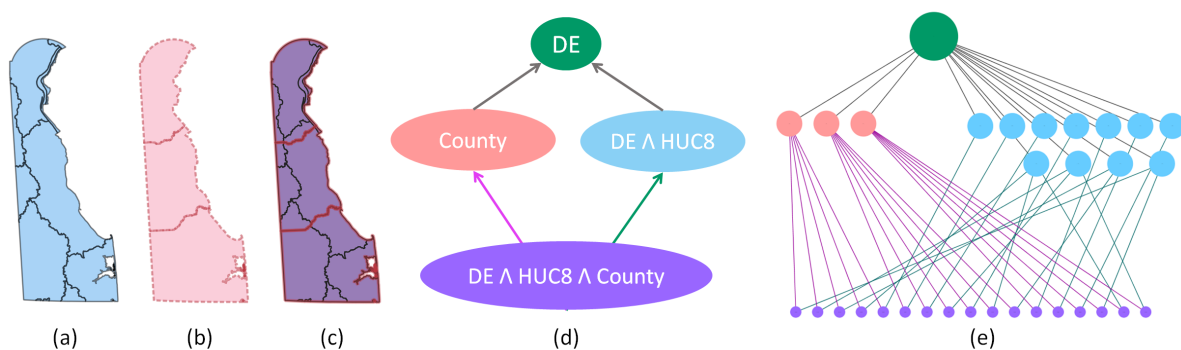 DE
County
DE Λ HUC8
DE Λ HUC8 Λ County
(a)
(b)
(c)
(d)
(e)